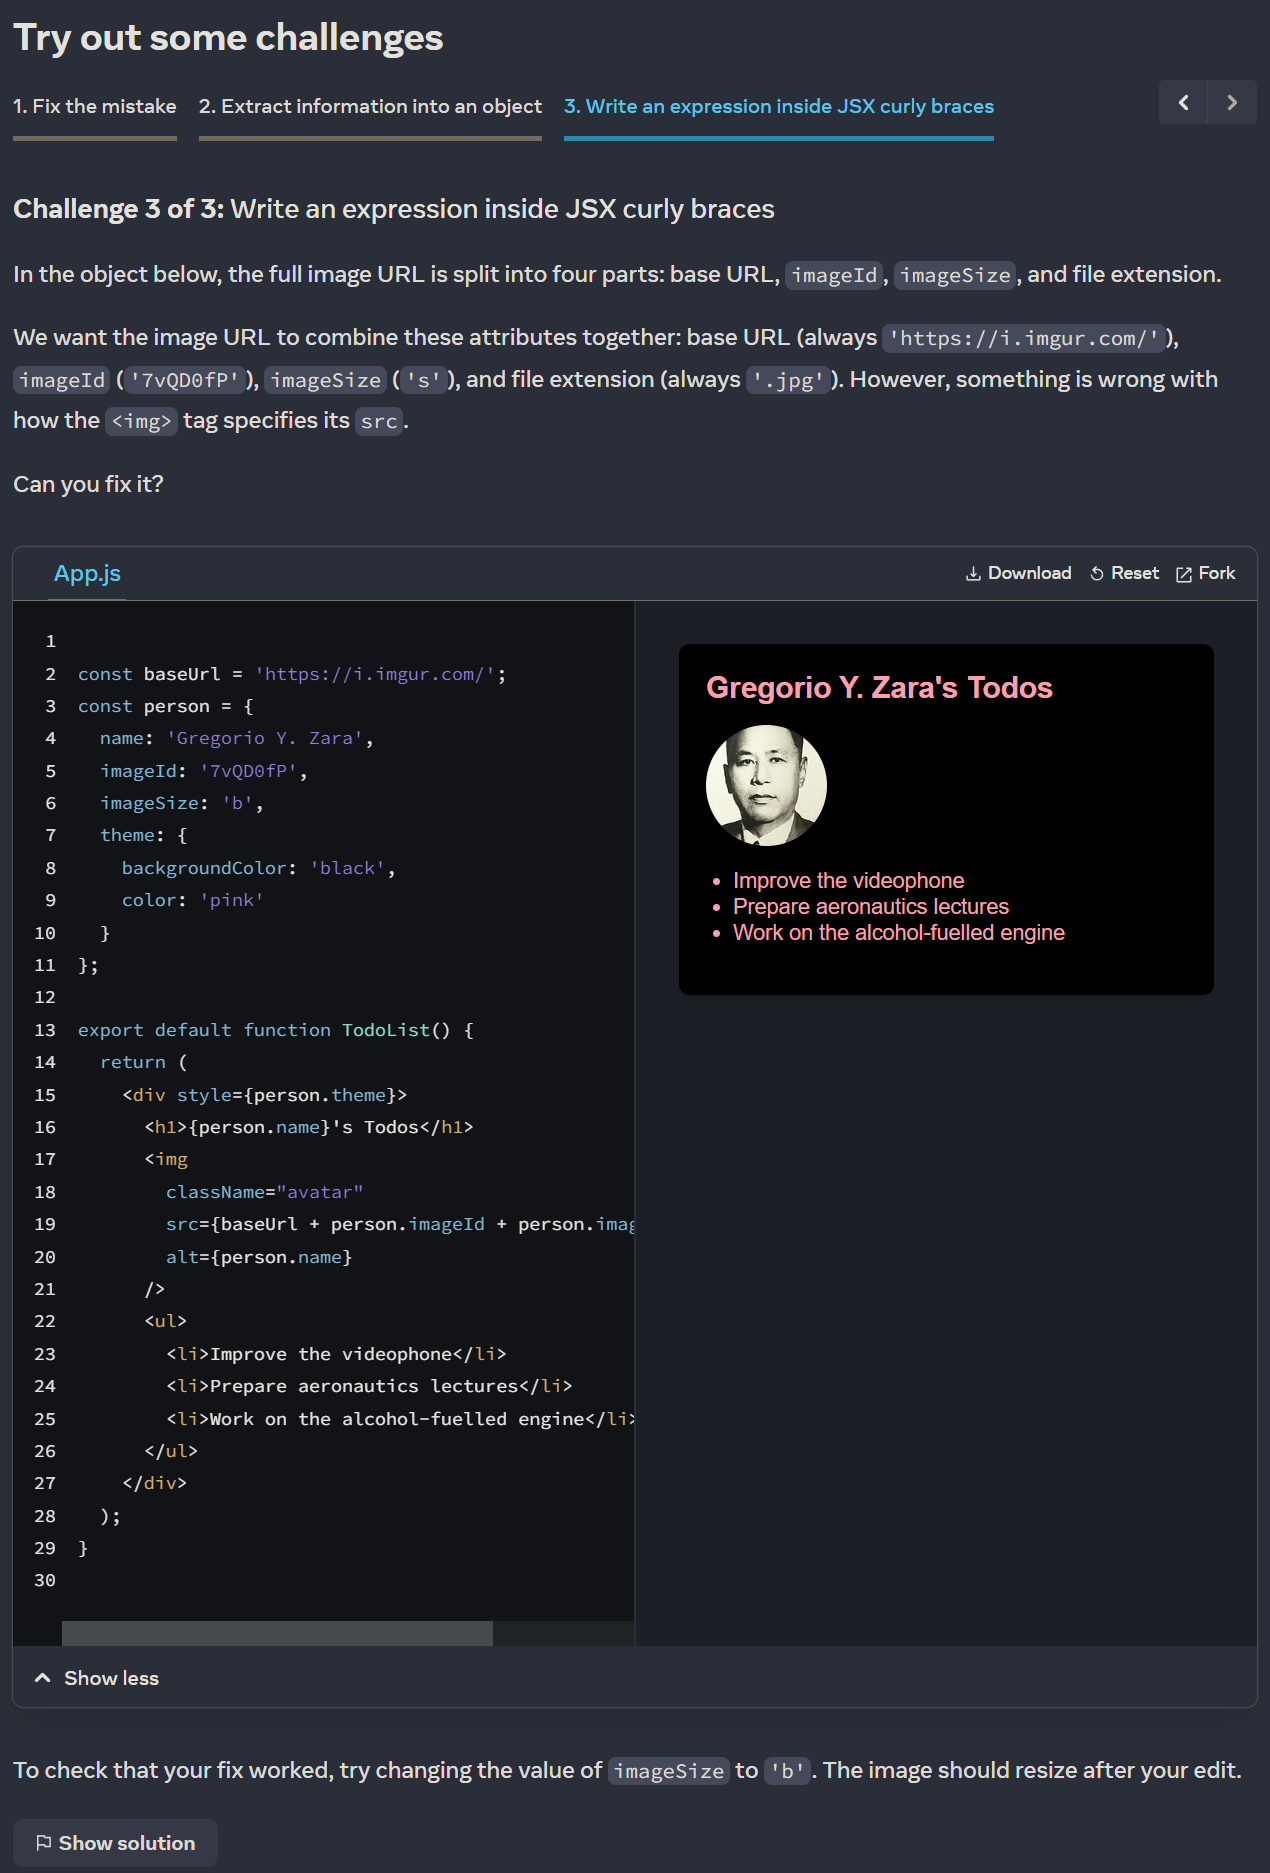 Try out some challenges
1. Fix the mistake 2. Extract information into an object 3. Write an expression inside JSX curly braces
Challenge 3 of 3: Write an expression inside JSX curly braces
In the object below, the full image URL is split into four parts: base URL, imageId, imageSize, and file extension.
We want the image URL to combine these attributes together: base URL (always 'https://i.imgur.com/'),
imageId ('7vQD0fP'), imageSize ('s'), and file extension (always '.jpg'). However, something is wrong with
how the <img> tag specifies its src.
Can you fix it?
App.js Download Reset Fork
1
2 const baseUrl = 'https://i.imgur.com/';
3 const person = {
4   name: 'Gregorio Y. Zara',
5   imageId: '7vQD0fP',
6   imageSize: 'b',
7   theme: {
8     backgroundColor: 'black',
9     color: 'pink'
10   }
11 };
12
13 export default function TodoList() {
14   return (
15     <div style={person.theme}>
16       <h1>{person.name}'s Todos</h1>
17       <img
18         className="avatar"
19         src={baseUrl + person.imageId + person.imag
20         alt={person.name}
21       />
22       <ul>
23         <li>Improve the videophone</li>
24         <li>Prepare aeronautics lectures</li>
25         <li>Work on the alcohol-fuelled engine</li>
26       </ul>
27     </div>
28   );
29 }
30
Gregorio Y. Zara's Todos
• Improve the videophone
• Prepare aeronautics lectures
• Work on the alcohol-fuelled engine
Show less
To check that your fix worked, try changing the value of imageSize to 'b'. The image should resize after your edit.
Show solution